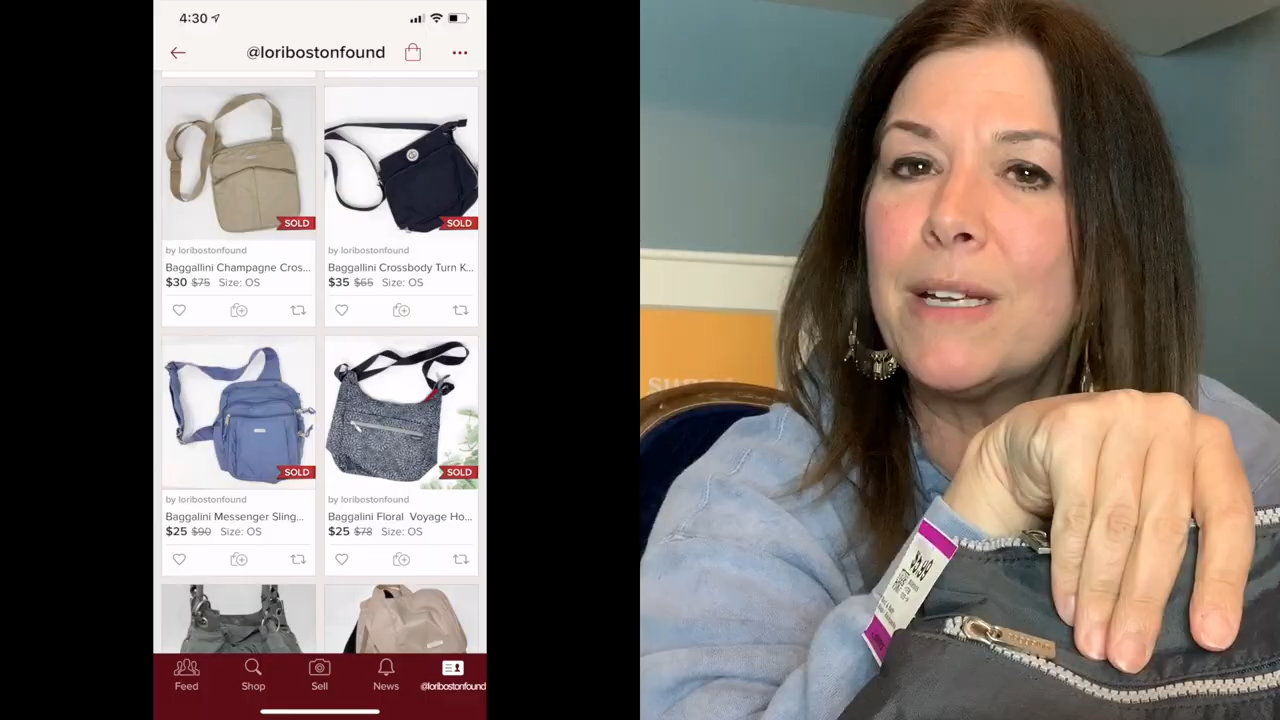 4:30
@loribostonfound
SOLD
SOLD
by loribostonfound
by loribostonfound
Baggallini Champagne Cros...
Baggallini Crossbody Turn K...
$30 $75 Size: OS
$35 $65 Size: OS
SOLD
SOLD
by loribostonfound
by loribostonfound
Baggalini Messenger Sling...
Baggalini Floral Voyage Ho...
$25 $90 Size: OS
$25 $78 Size: OS
Feed
Shop
Sell
News
@loribostonfound